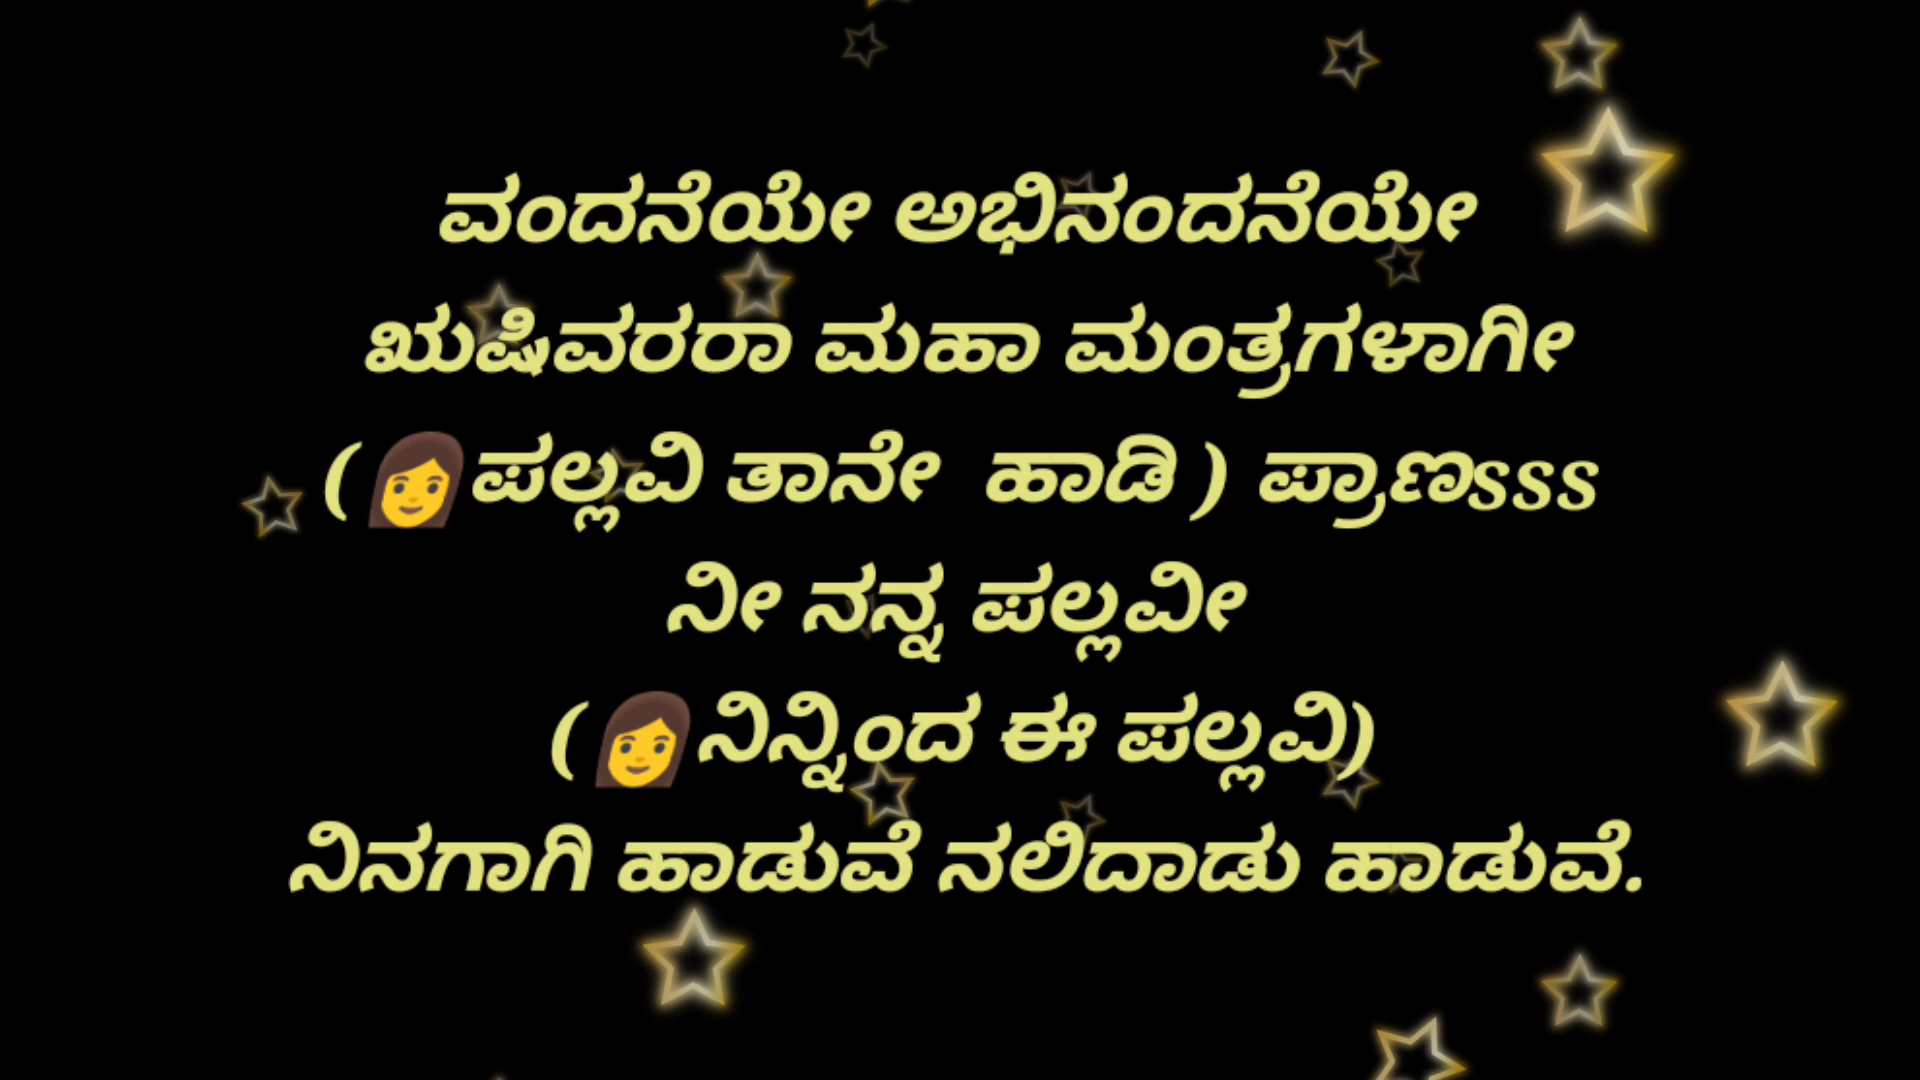 ವಂದನೆಯೇ ಅಭಿನಂದನೆಯೇ
ಋಷಿವರರಾ ಮಹಾ ಮಂತ್ರಗಳಾಗೀ
(👩ಪಲ್ಲವಿ ತಾನೇ ಹಾಡಿ ) ಪ್ರಾಣsss
ನೀ ನನ್ನ ಪಲ್ಲವೀ
(👩ನಿನ್ನಿಂದ ಈ ಪಲ್ಲವಿ)
ನಿನಗಾಗಿ ಹಾಡುವೆ ನಲಿದಾಡು ಹಾಡುವೆ.